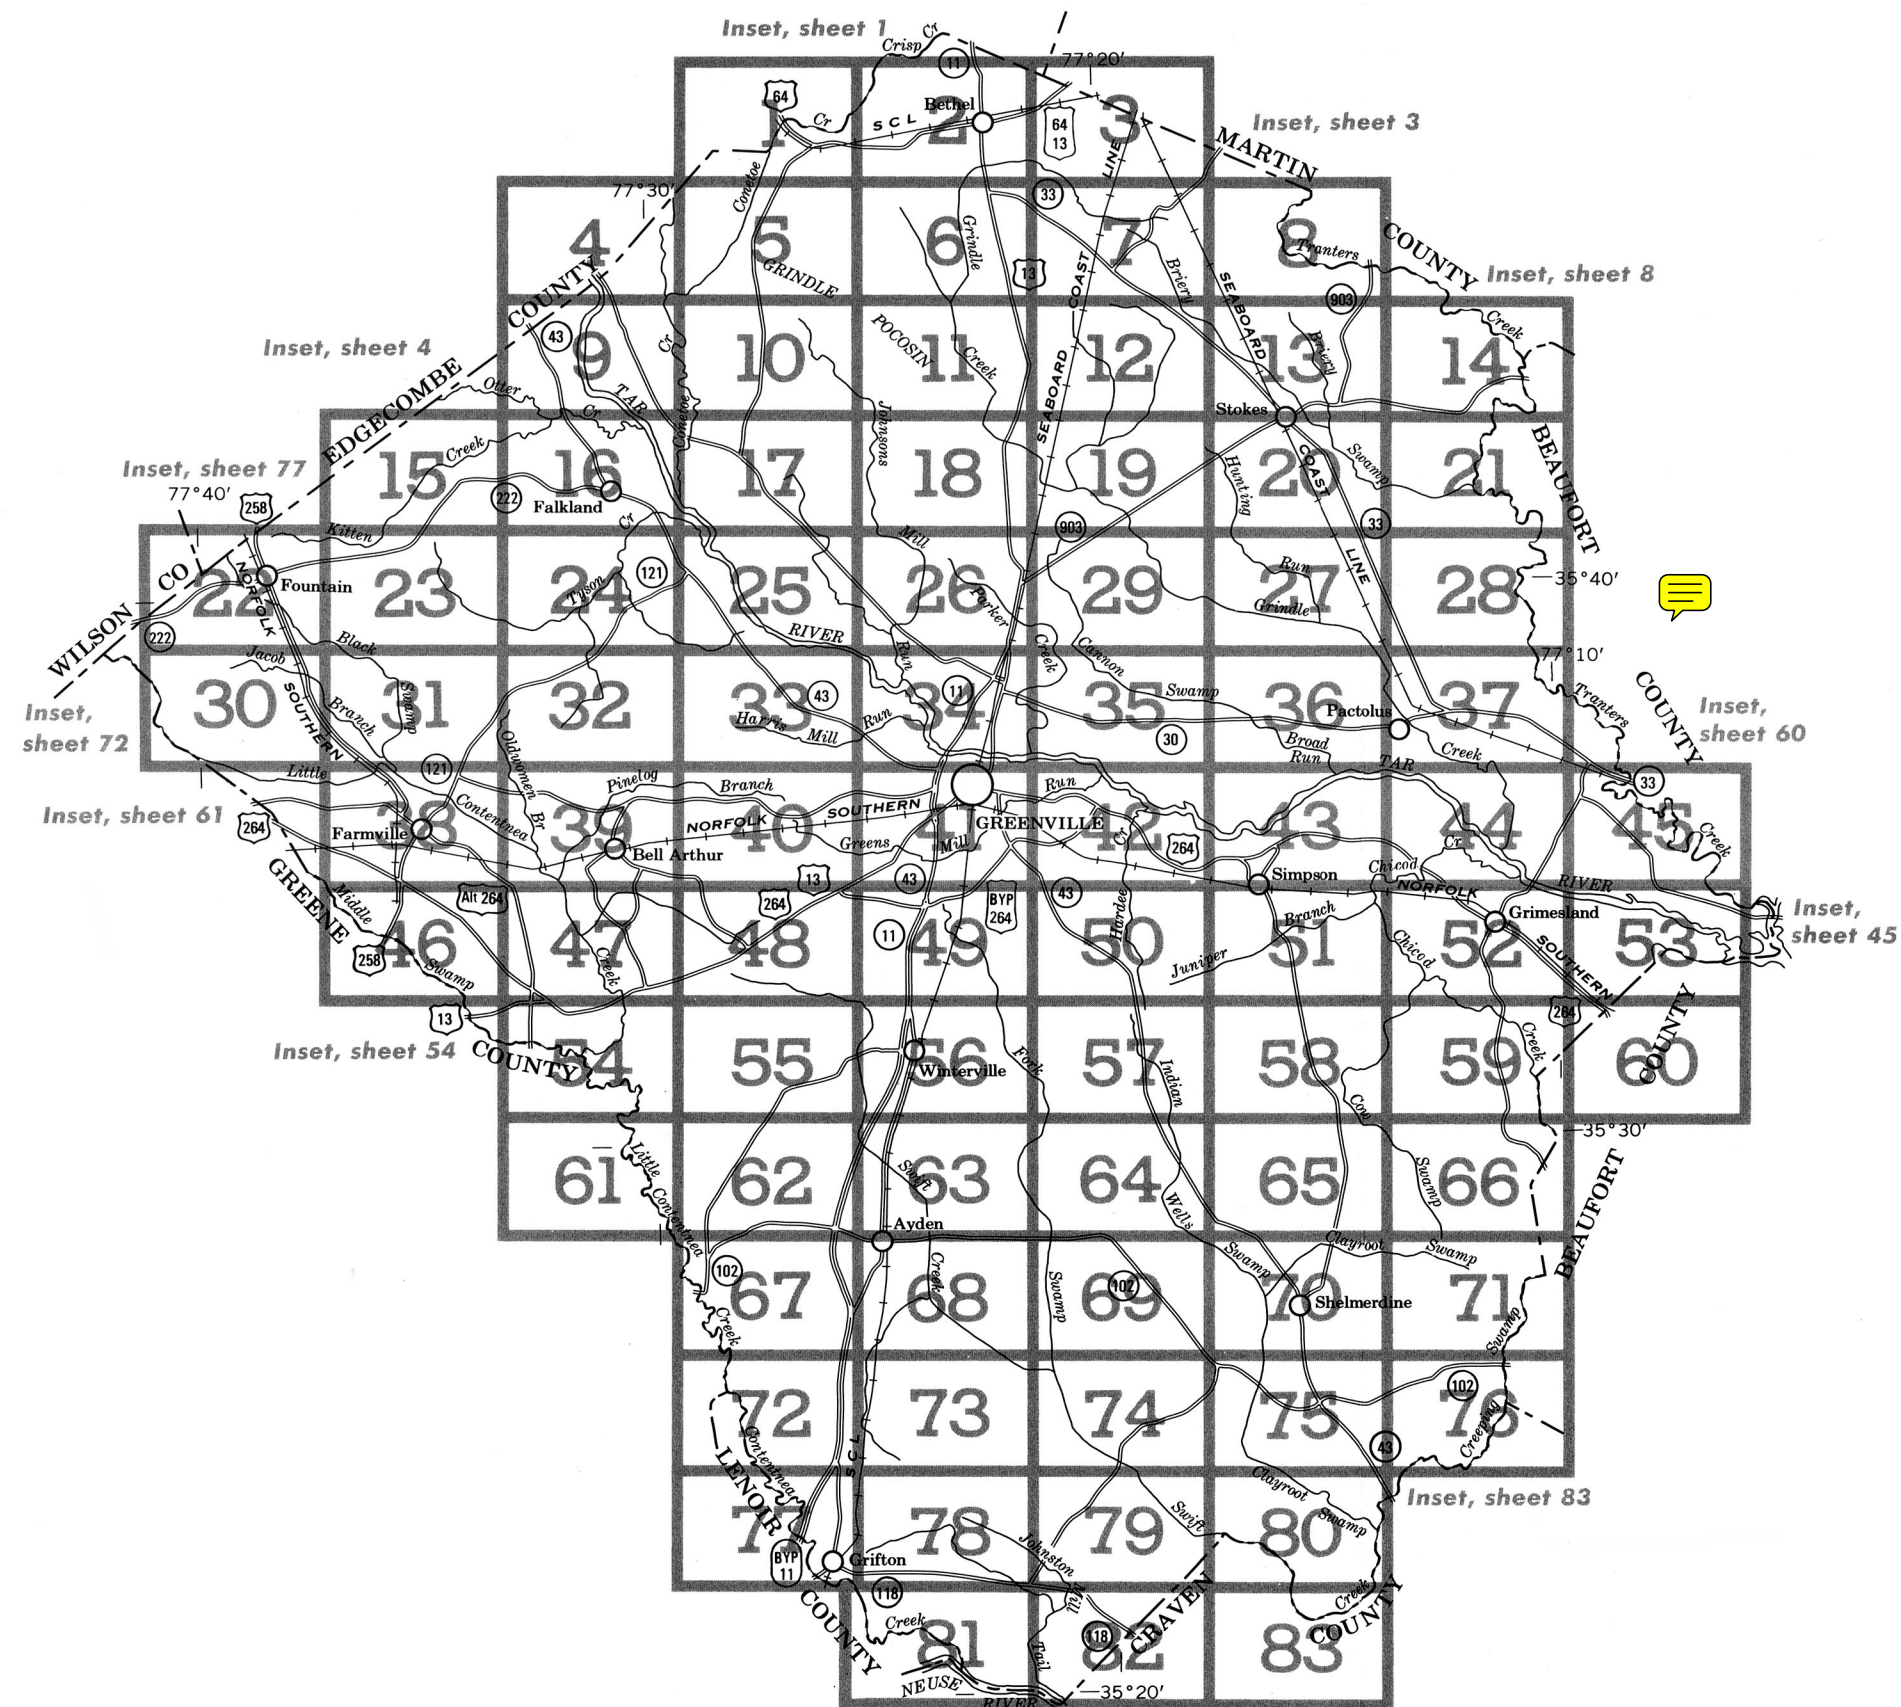 Inset, sheet 1
Crisp Cr
11
77°20'
64
1
Cr
S C L
2
Bethel
64
13
3
LINE
Inset, sheet 3
MARTIN
77°30'
Conetoe
33
4
5
6
Grindle
7
8
Tranters
COUNTY
Inset, sheet 8
GRINDLE
13
COAST
Briery
SEABOARD
903
COUNTY
43
9
Cr
10
POCOSIN
11
Creek
12
13
Briery
14
Creek
Inset, sheet 4
EDGECOMBE
Otter
Cr
TAR
Conetoe
Johnsons
SEABOARD
Stokes
BEAUFORT
Inset, sheet 77
77°40'
258
15
Creek
16
222
Falkland
17
18
19
Hunting
20
COAST
Swamp
21
33
903
Kitten
Cr
Mill
WILSON CO
22
NORFOLK
Fountain
23
24
Tyson
121
25
26
Parker
29
Run
27
LINE
28
35°40'
Grindle
222
Black
RIVER
Run
Creek
Cannon
77°10'
Jacob
30
SOUTHERN
31
Branch
Swamp
32
33
43
34
11
35
Swamp
36
Pactolus
37
Tranters
COUNTY
Inset,
sheet 60
Inset,
sheet 72
Harris
Mill
Run
30
Broad
Run
TAR
Creek
33
Little
121
Oldwomen Br
Pinelog
Branch
Run
Inset, sheet 61
264
Farmville
38
Contentnea
39
Bell Arthur
NORFOLK
40
SOUTHERN
Greens
41
Mill
GREENVILLE
42
Cr
264
43
44
Cr
45
Creek
GREENE
Middle
Alt 264
13
264
43
BYP
264
43
Simpson
Chicod
NORFOLK
RIVER
Grimesland
Inset,
sheet 45
258
46
Swamp
47
Creek
48
11
49
Hardee
50
Juniper
Branch
51
Chicod
52
SOUTHERN
53
13
264
Inset, sheet 54
COUNTY
54
55
56
Winterville
Fork
57
Indian
58
59
Creek
COUNTY
60
Cow
35°30'
61
Little
Contentnea
62
Swift
63
64
Wells
65
Swamp
66
BEAUFORT
Ayden
102
67
Creek
68
Creek
Swamp
69
102
Swamp
Clayroot
Swamp
70
Shelmerdine
71
Swamp
72
Contentnea
LENOIR
S C L
73
74
75
102
76
Creeping
43
Clayroot
Swamp
Inset, sheet 83
77
BYP
11
Grifton
78
Johnston
Mill
79
Swift
80
Creek
COUNTY
118
COUNTY
Creek
81
NEUSE
RIVER
Tail
118
82
CRAVEN
83
35°20'